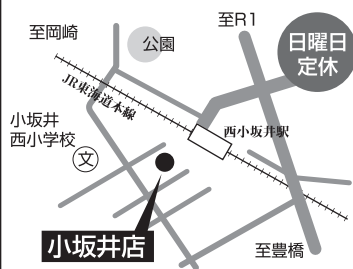 至岡崎
公園
至R1
日曜日
定休
JR東海道本線
西小坂井駅
小坂井
西小学校
文
小坂井店
至豊橋